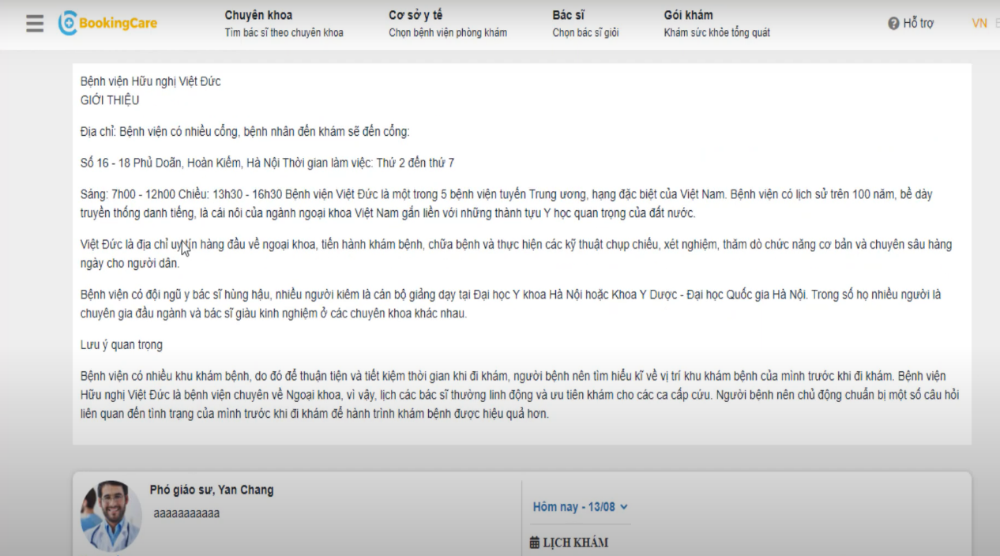 BookingCare
Chuyên khoa
Tìm bác sĩ theo chuyên khoa
Cơ sở y tế
Chọn bệnh viện phòng khám
Bác sĩ
Chọn bác sĩ giỏi
Gói khám
Khám sức khỏe tổng quát
Hỗ trợ
VN
Bệnh viện Hữu nghị Việt Đức
GIỚI THIỆU
Địa chỉ: Bệnh viện có nhiều cổng, bệnh nhân đến khám sẽ đến cổng:
Số 16 - 18 Phủ Doãn, Hoàn Kiếm, Hà Nội Thời gian làm việc: Thứ 2 đến thứ 7
Sáng: 7h00 - 12h00 Chiều: 13h30 - 16h30 Bệnh viện Việt Đức là một trong 5 bệnh viện tuyến Trung ương, hạng đặc biệt của Việt Nam. Bệnh viện có lịch sử trên 100 năm, bề dày
truyền thống danh tiếng, là cái nôi của ngành ngoại khoa Việt Nam gắn liền với những thành tựu Y học quan trọng của đất nước.
Việt Đức là địa chỉ uy tín hàng đầu về ngoại khoa, tiến hành khám bệnh, chữa bệnh và thực hiện các kỹ thuật chụp chiếu, xét nghiệm, thăm dò chức năng cơ bản và chuyên sâu hàng
ngày cho người dân.
Bệnh viện có đội ngũ y bác sĩ hùng hậu, nhiều người kiêm là cán bộ giảng dạy tại Đại học Y khoa Hà Nội hoặc Khoa Y Dược - Đại học Quốc gia Hà Nội. Trong số họ nhiều người là
chuyên gia đầu ngành và bác sĩ giàu kinh nghiệm ở các chuyên khoa khác nhau.
Lưu ý quan trọng
Bệnh viện có nhiều khu khám bệnh, do đó để thuận tiện và tiết kiệm thời gian khi đi khám, người bệnh nên tìm hiểu kĩ về vị trí khu khám bệnh của mình trước khi đi khám. Bệnh viện
Hữu nghị Việt Đức là bệnh viện chuyên về Ngoại khoa, vì vậy, lịch các bác sĩ thường linh động và ưu tiên khám cho các ca cấp cứu. Người bệnh nên chủ động chuẩn bị một số câu hỏi
liên quan đến tình trạng của mình trước khi đi khám để hành trình khám bệnh được hiệu quả hơn.
Phó giáo sư, Yan Chang
aaaaaaaaaaa
Hôm nay - 13/08
LỊCH KHÁM